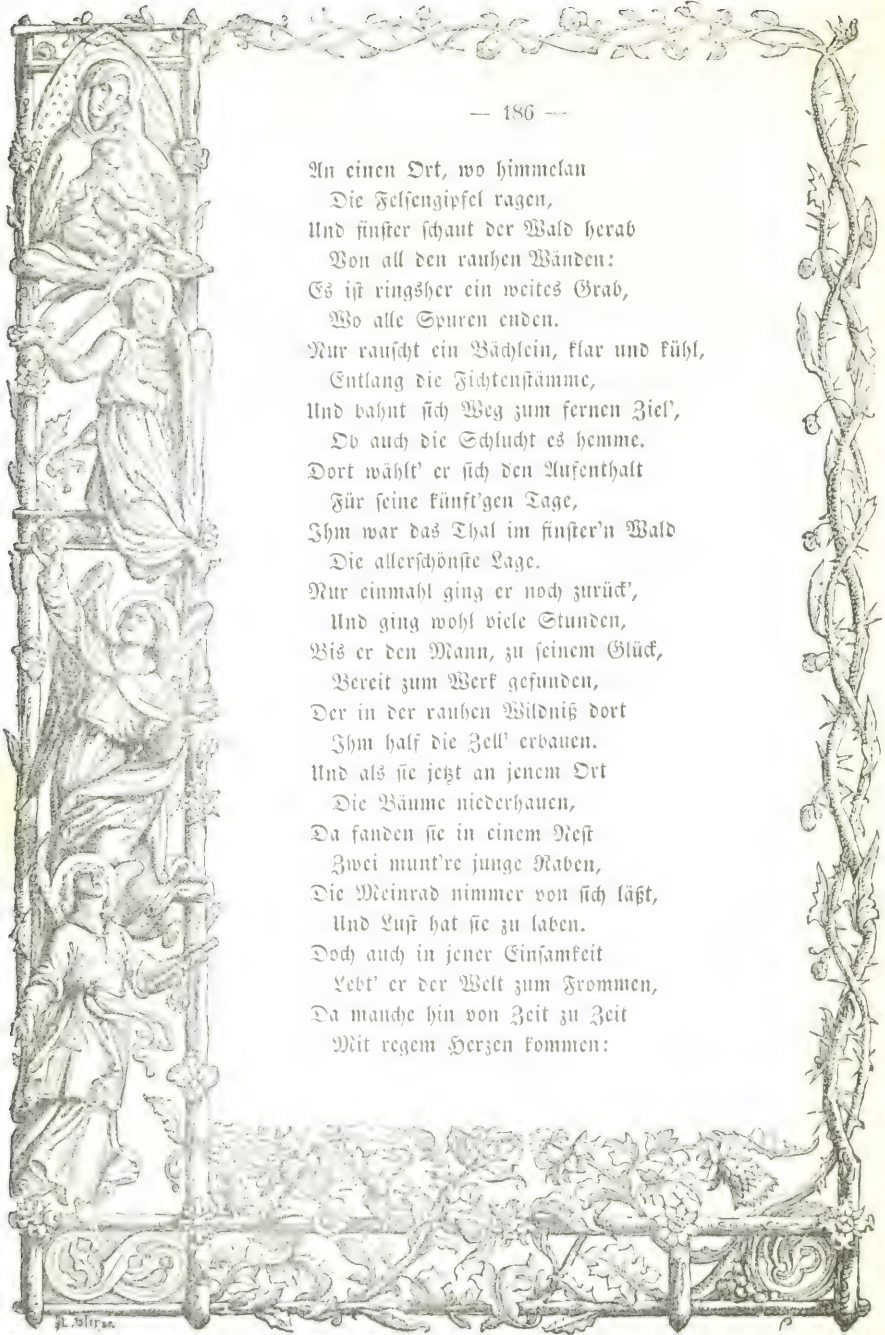 — 186 —
An einen Ort, wo himmelan
Die Felsengipfel ragen,
Und finster schaut der Wald herab
Von all den rauhen Wänden:
Es ist ringsher ein weites Grab,
Wo alle Spuren enden.
Nur rauscht ein Bächlein, klar und kühl,
Entlang die Fichtenstämme,
Und bahnt sich Weg zum fernen Ziel',
Ob auch die Schlucht es hemme.
Dort wählt' er sich den Aufenthalt
Für seine künft'gen Tage,
Ihm war das Thal im finster'n Wald
Die allerschönste Lage.
Nur einmahl ging er noch zurück',
Und ging wohl viele Stunden,
Bis er den Mann, zu seinem Glück,
Bereit zum Werk gefunden,
Der in der rauhen Wildniß dort
Ihm half die Zell' erbauen.
Und als sie jetzt an jenem Ort
Die Bäume niederhauen,
Da fanden sie in einem Nest
Zwei munt're junge Raben,
Die Meinrad nimmer von sich läßt,
Und Lust hat sie zu laben.
Doch auch in jener Einsamkeit
Lebt' er der Welt zum Frommen,
Da manche hin von Zeit zu Zeit
Mit regem Herzen kommen: